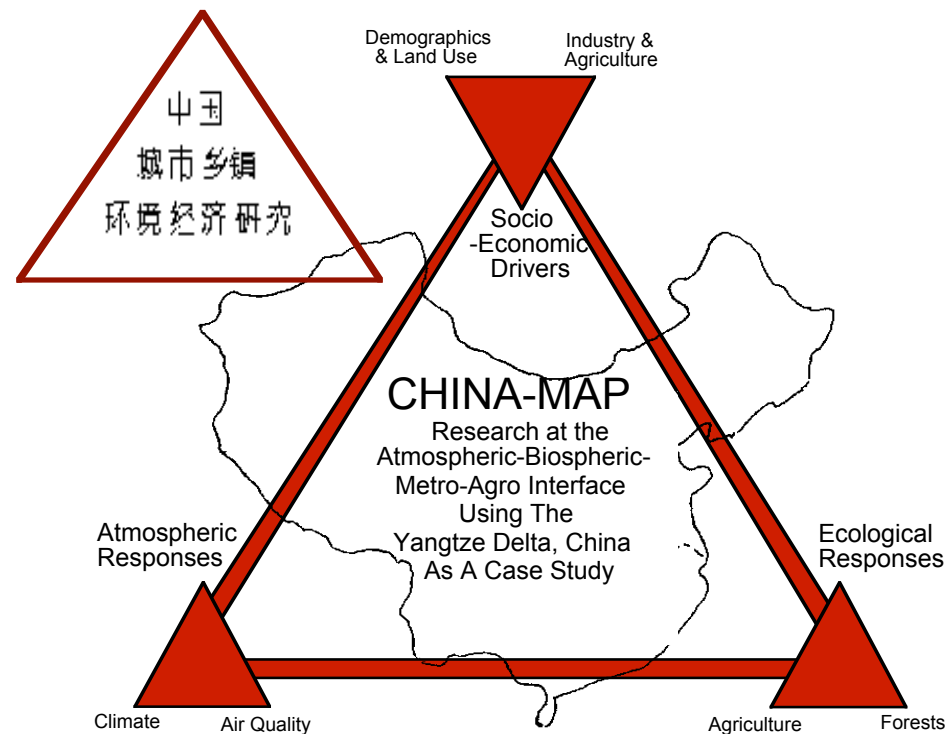 中国
城市乡镇
环境经济研究
Demographics
& Land Use
Industry &
Agriculture
Socio
-Economic
Drivers
CHINA-MAP
Research at the
Atmospheric-Biospheric-
Metro-Agro Interface
Using The
Yangtze Delta, China
As A Case Study
Atmospheric
Responses
Ecological
Responses
Climate
Air Quality
Agriculture
Forests